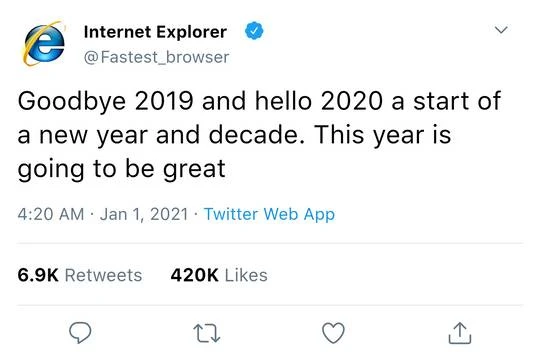 Internet Explorer
@Fastest_browser
Goodbye 2019 and hello 2020 a start of
a new year and decade. This year is
going to be great
4:20 AM · Jan 1, 2021 · Twitter Web App
6.9K Retweets 420K Likes